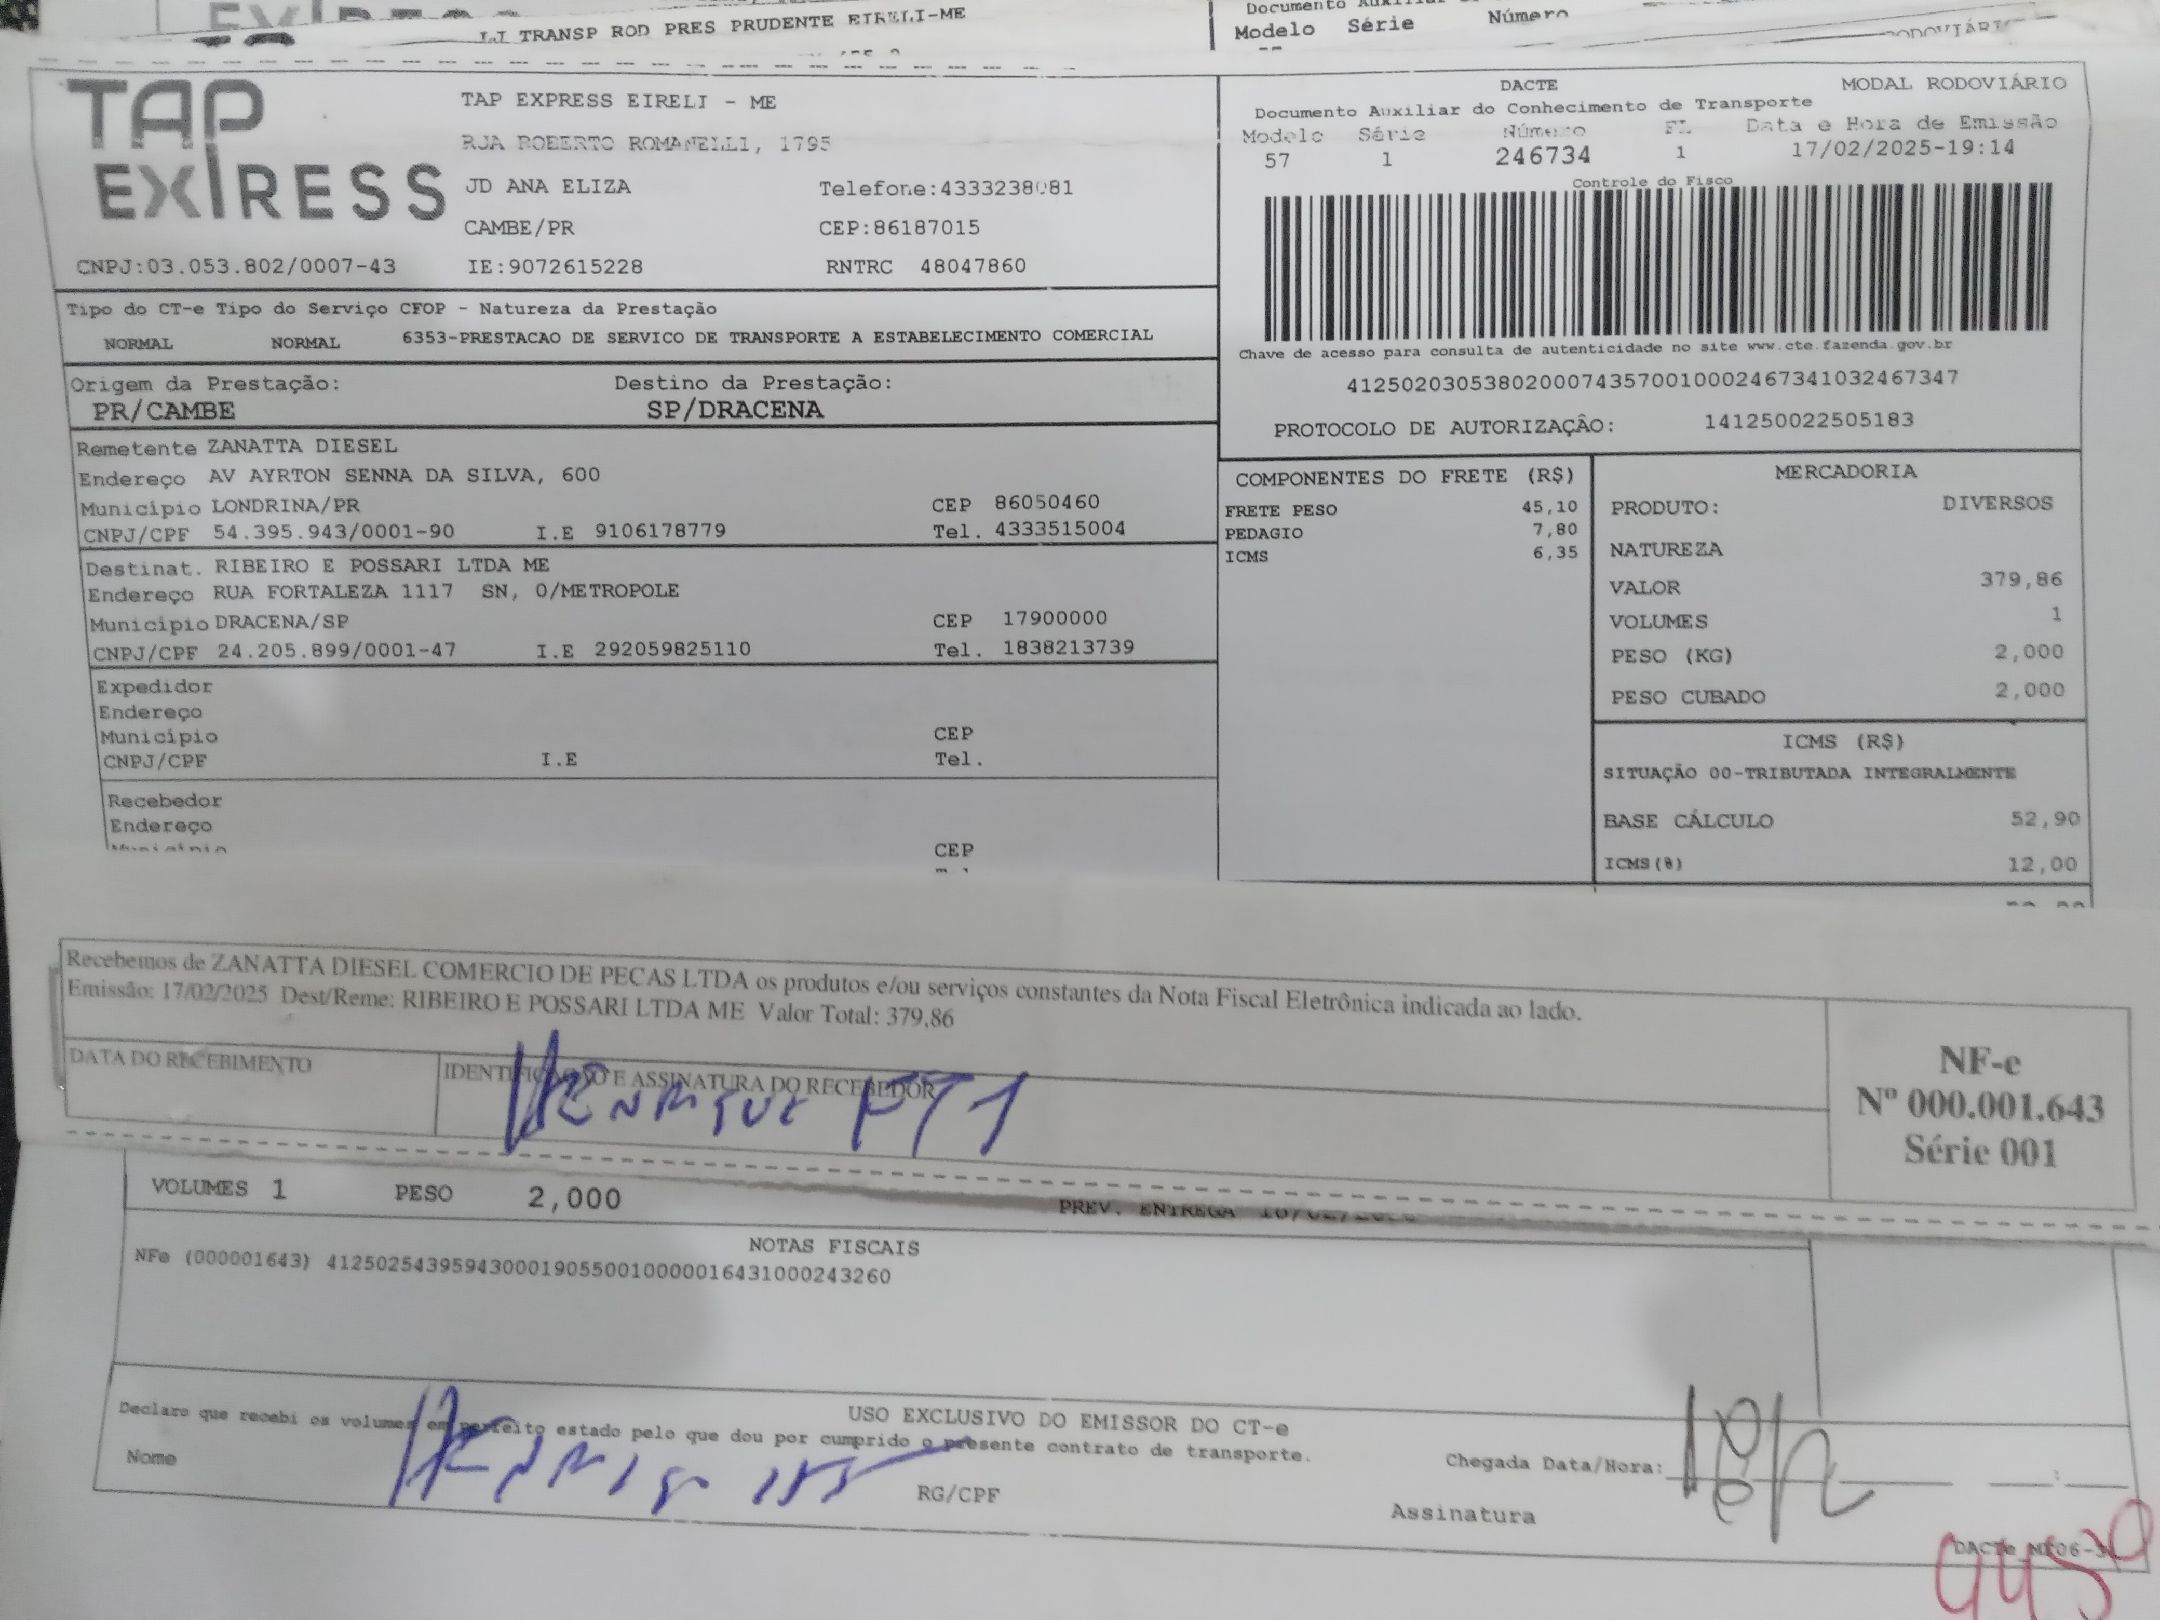 LJ TRANSP ROD PRES PRUDENTE EIRELI-ME
Modelo Série Número
TAP EXPRESS
TAP EXPRESS EIRELI - ME
RUA ROBERTO ROMANELLI, 1795
JD ANA ELIZA Telefone:4333238081
CAMBE/PR CEP:86187015
CNPJ:03.053.802/0007-43 IE:9072615228 RNTRC 48047860
DACTE MODAL RODOVIÁRIO
Documento Auxiliar do Conhecimento de Transporte
Modelo Série Número FL Data e Hora de Emissão
57 1 246734 1 17/02/2025-19:14
Controle do Fisco
Chave de acesso para consulta de autenticidade no site www.cte.fazenda.gov.br
41250203053802000743570010002467341032467347
PROTOCOLO DE AUTORIZAÇÂO: 141250022505183
Tipo do CT-e Tipo do Serviço CFOP - Natureza da Prestação
NORMAL NORMAL 6353-PRESTACAO DE SERVICO DE TRANSPORTE A ESTABELECIMENTO COMERCIAL
Origem da Prestação: Destino da Prestação:
PR/CAMBE SP/DRACENA
Remetente ZANATTA DIESEL
Endereço AV AYRTON SENNA DA SILVA, 600
Município LONDRINA/PR CEP 86050460
CNPJ/CPF 54.395.943/0001-90 I.E 9106178779 Tel. 4333515004
Destinat. RIBEIRO E POSSARI LTDA ME
Endereço RUA FORTALEZA 1117 SN, 0/METROPOLE
Município DRACENA/SP CEP 17900000
CNPJ/CPF 24.205.899/0001-47 I.E 292059825110 Tel. 1838213739
Expedidor
Endereço
Município CEP
CNPJ/CPF I.E Tel.
Recebedor
Endereço
Município CEP
COMPONENTES DO FRETE (R$)
FRETE PESO 45,10
PEDAGIO 7,80
ICMS 6,35
MERCADORIA
PRODUTO: DIVERSOS
NATUREZA
VALOR 379,86
VOLUMES 1
PESO (KG) 2,000
PESO CUBADO 2,000
ICMS (R$)
SITUAÇÃO 00-TRIBUTADA INTEGRALMENTE
BASE CÁLCULO 52,90
ICMS(%) 12,00
Recebemos de ZANATTA DIESEL COMERCIO DE PECAS LTDA os produtos e/ou serviços constantes da Nota Fiscal Eletrônica indicada ao lado.
Emissão: 17/02/2025 Dest/Reme: RIBEIRO E POSSARI LTDA ME Valor Total: 379,86
DATA DO RECEBIMENTO IDENTIFICAÇÃO E ASSINATURA DO RECEBEDOR
HENRIQUE
NF-e
Nº 000.001.643
Série 001
VOLUMES 1 PESO 2,000 PREV. ENTREGA
NOTAS FISCAIS
NFe (000001643) 41250254395943000190550010000016431000243260
USO EXCLUSIVO DO EMISSOR DO CT-e
Declaro que recebi os volumes em perfeito estado pelo que dou por cumprido o presente contrato de transporte.
Nome RG/CPF Chegada Data/Hora:
Assinatura